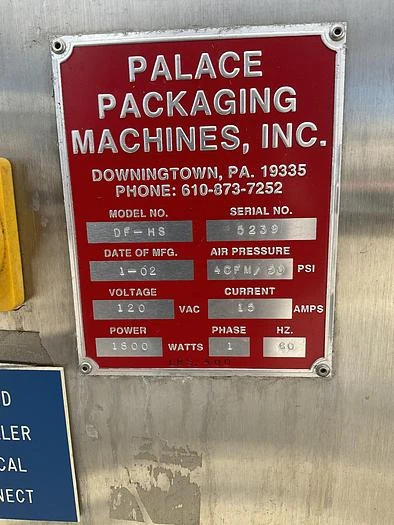 PALACE
PACKAGING
MACHINES, INC.
DOWNINGTOWN, PA. 19335
PHONE: 610-873-7252
MODEL NO. SERIAL NO.
DF-HS 5239
DATE OF MFG. AIR PRESSURE
1-02 4CFM/50 PSI
VOLTAGE CURRENT
120 VAC 15 AMPS
POWER PHASE HZ.
1800 WATTS 1 60
D
LER
CAL
NECT